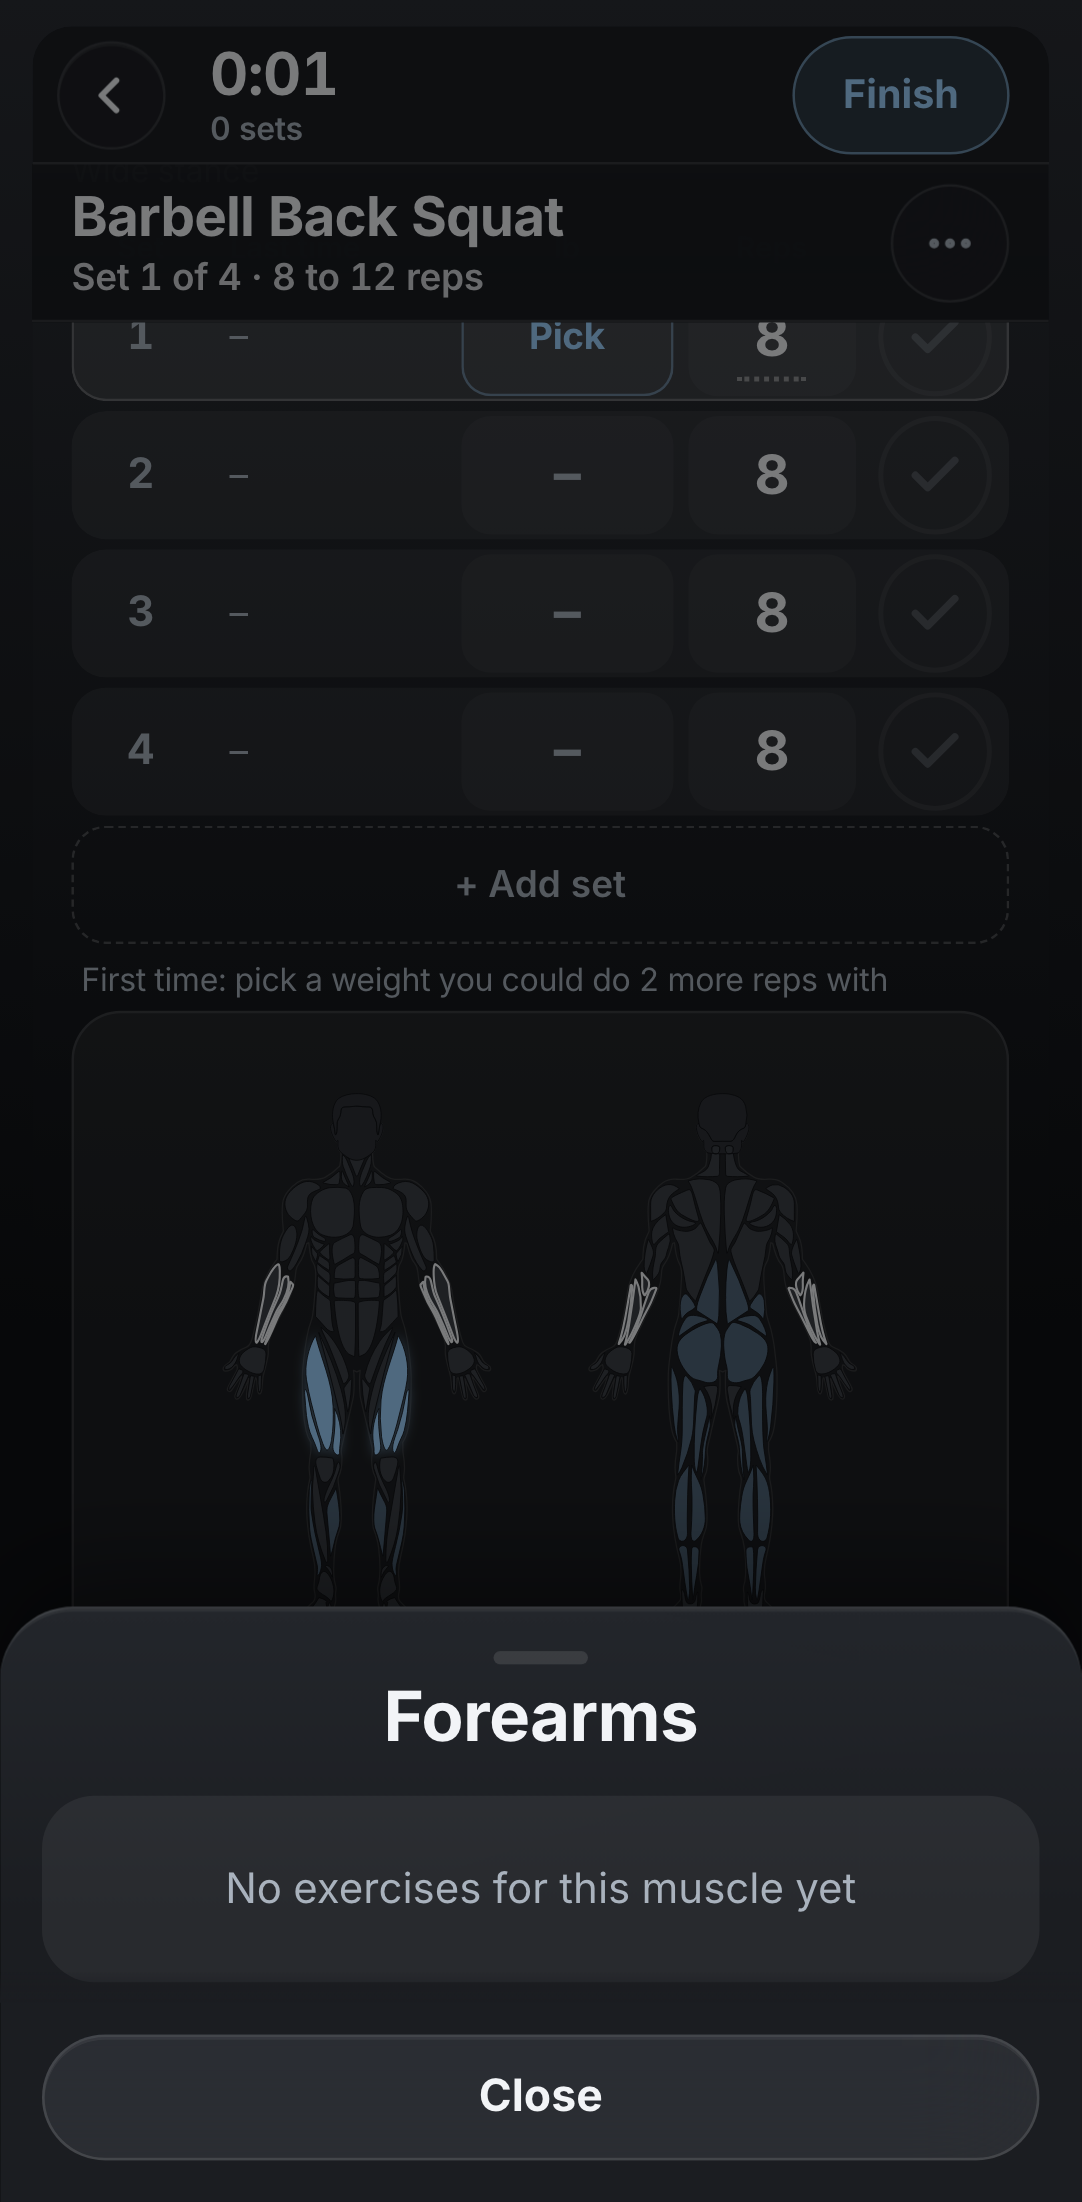 0:01
0 sets
Finish
Wide stance
Barbell Back Squat
Set 1 of 4 · 8 to 12 reps
1 – Pick 8
2 – – 8
3 – – 8
4 – – 8
+ Add set
First time: pick a weight you could do 2 more reps with
Forearms
No exercises for this muscle yet
Close